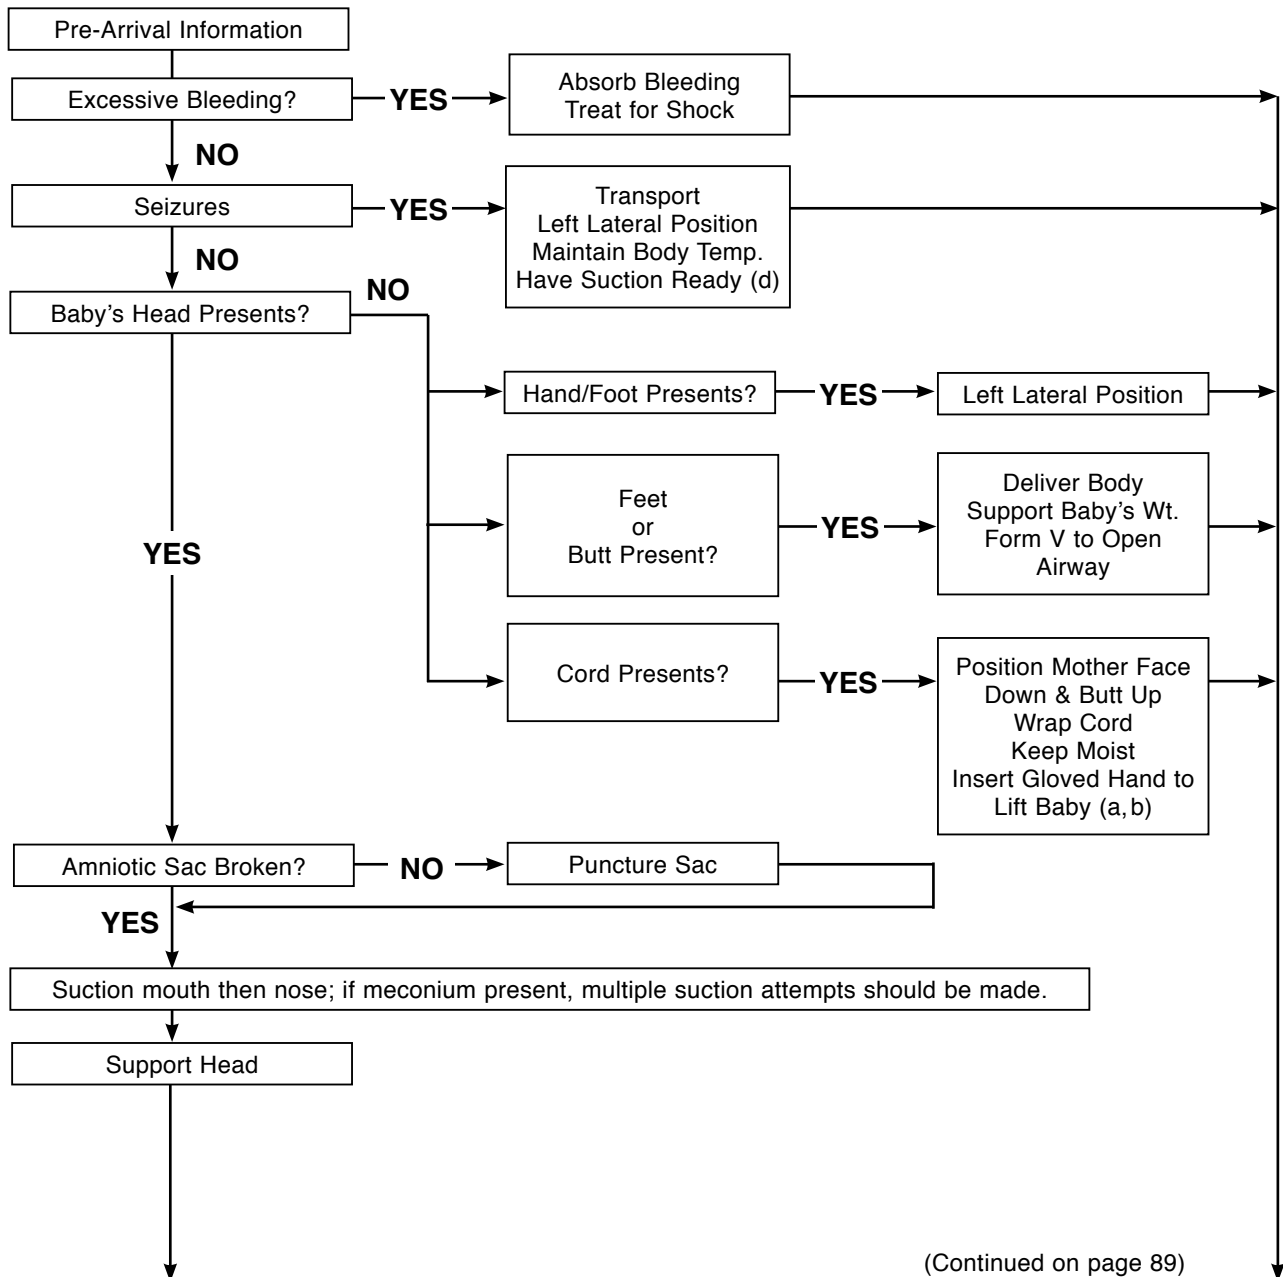 Pre-Arrival Information
Excessive Bleeding?
YES
Absorb Bleeding
Treat for Shock
NO
Seizures
YES
Transport
Left Lateral Position
Maintain Body Temp.
Have Suction Ready (d)
NO
Baby's Head Presents?
NO
Hand/Foot Presents?
YES
Left Lateral Position
Feet
or
Butt Present?
YES
Deliver Body
Support Baby's Wt.
Form V to Open
Airway
YES
Cord Presents?
YES
Position Mother Face
Down & Butt Up
Wrap Cord
Keep Moist
Insert Gloved Hand to
Lift Baby (a,b)
Amniotic Sac Broken?
NO
Puncture Sac
YES
Suction mouth then nose; if meconium present, multiple suction attempts should be made.
Support Head
(Continued on page 89)